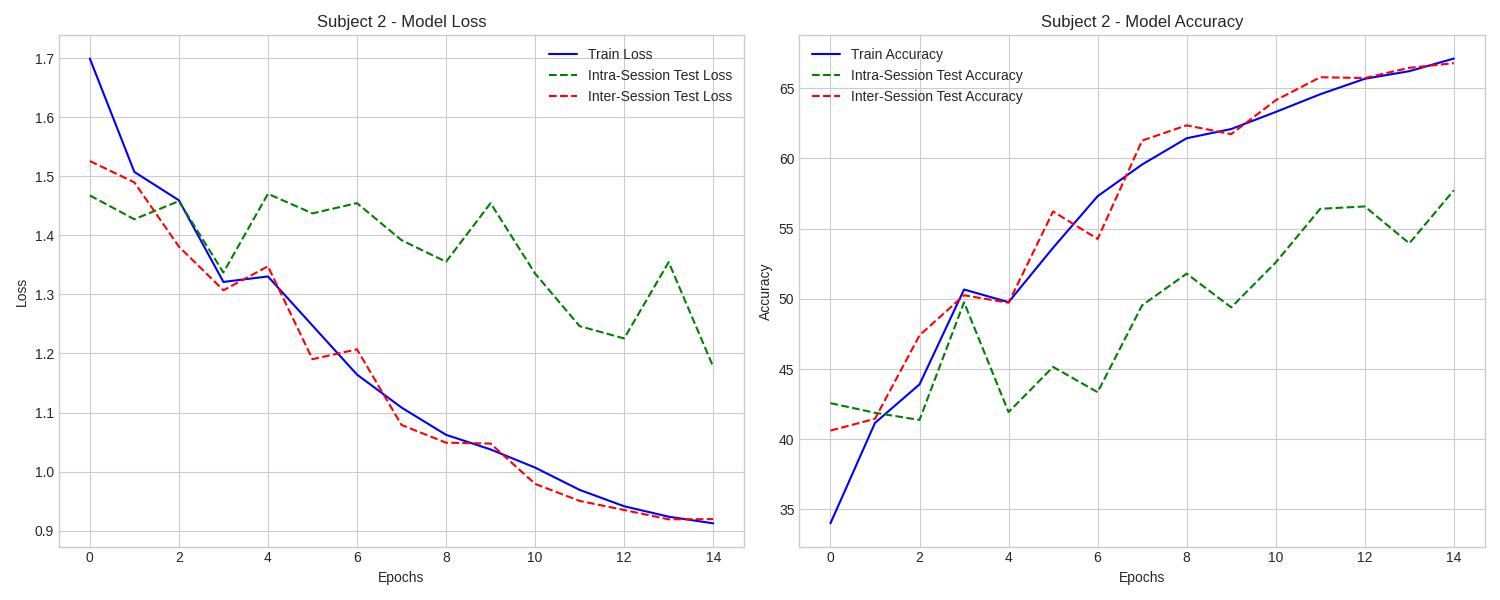 Subject 2 - Model Loss
Train Loss
Intra-Session Test Loss
Inter-Session Test Loss
Loss
1.7
1.6
1.5
1.4
1.3
1.2
1.1
1.0
0.9
0 2 4 6 8 10 12 14
Epochs
Subject 2 - Model Accuracy
Train Accuracy
Intra-Session Test Accuracy
Inter-Session Test Accuracy
Accuracy
65
60
55
50
45
40
35
0 2 4 6 8 10 12 14
Epochs